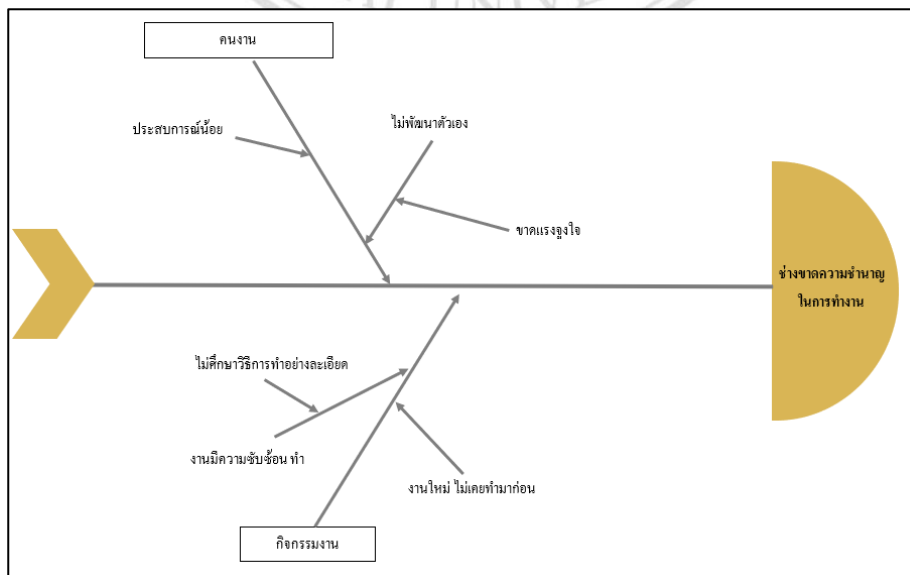 คนงาน
ประสบการณ์น้อย
ไม่พัฒนาตัวเอง
ขาดแรงจูงใจ
ช่างขาดความชำนาญ
ในการทำงาน
ไม่ศึกษาวิธีการทำอย่างละเอียด
งานมีความซับซ้อน ทำ
งานใหม่ ไม่เคยทำมาก่อน
กิจกรรมงาน